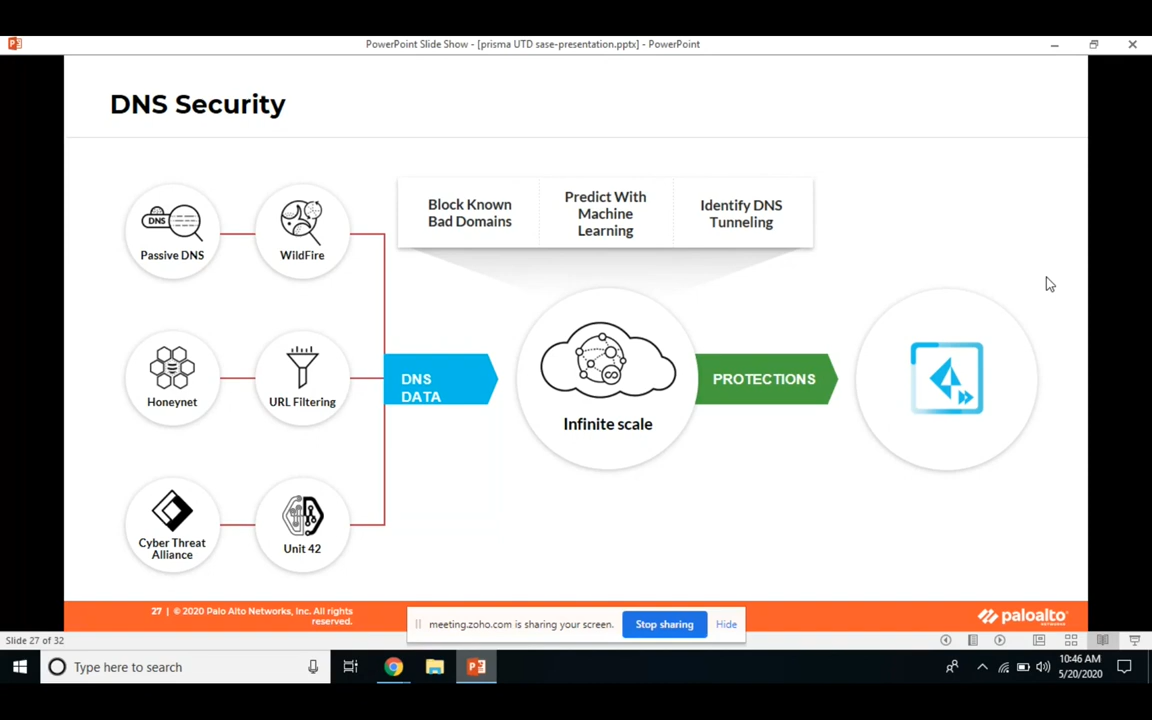 PowerPoint Slide Show - [prisma UTD sase-presentation.pptx] - PowerPoint
DNS Security
Block Known
Bad Domains
Predict With
Machine
Learning
Identify DNS
Tunneling
DNS
Passive DNS
WildFire
Honeynet
URL Filtering
DNS
DATA
Infinite scale
PROTECTIONS
Cyber Threat
Alliance
Unit 42
27 | © 2020 Palo Alto Networks, Inc. All rights
reserved.
paloalto
NETWORKS
meeting.zoho.com is sharing your screen.
Stop sharing
Hide
Slide 27 of 32
Type here to search
10:46 AM
5/20/2020